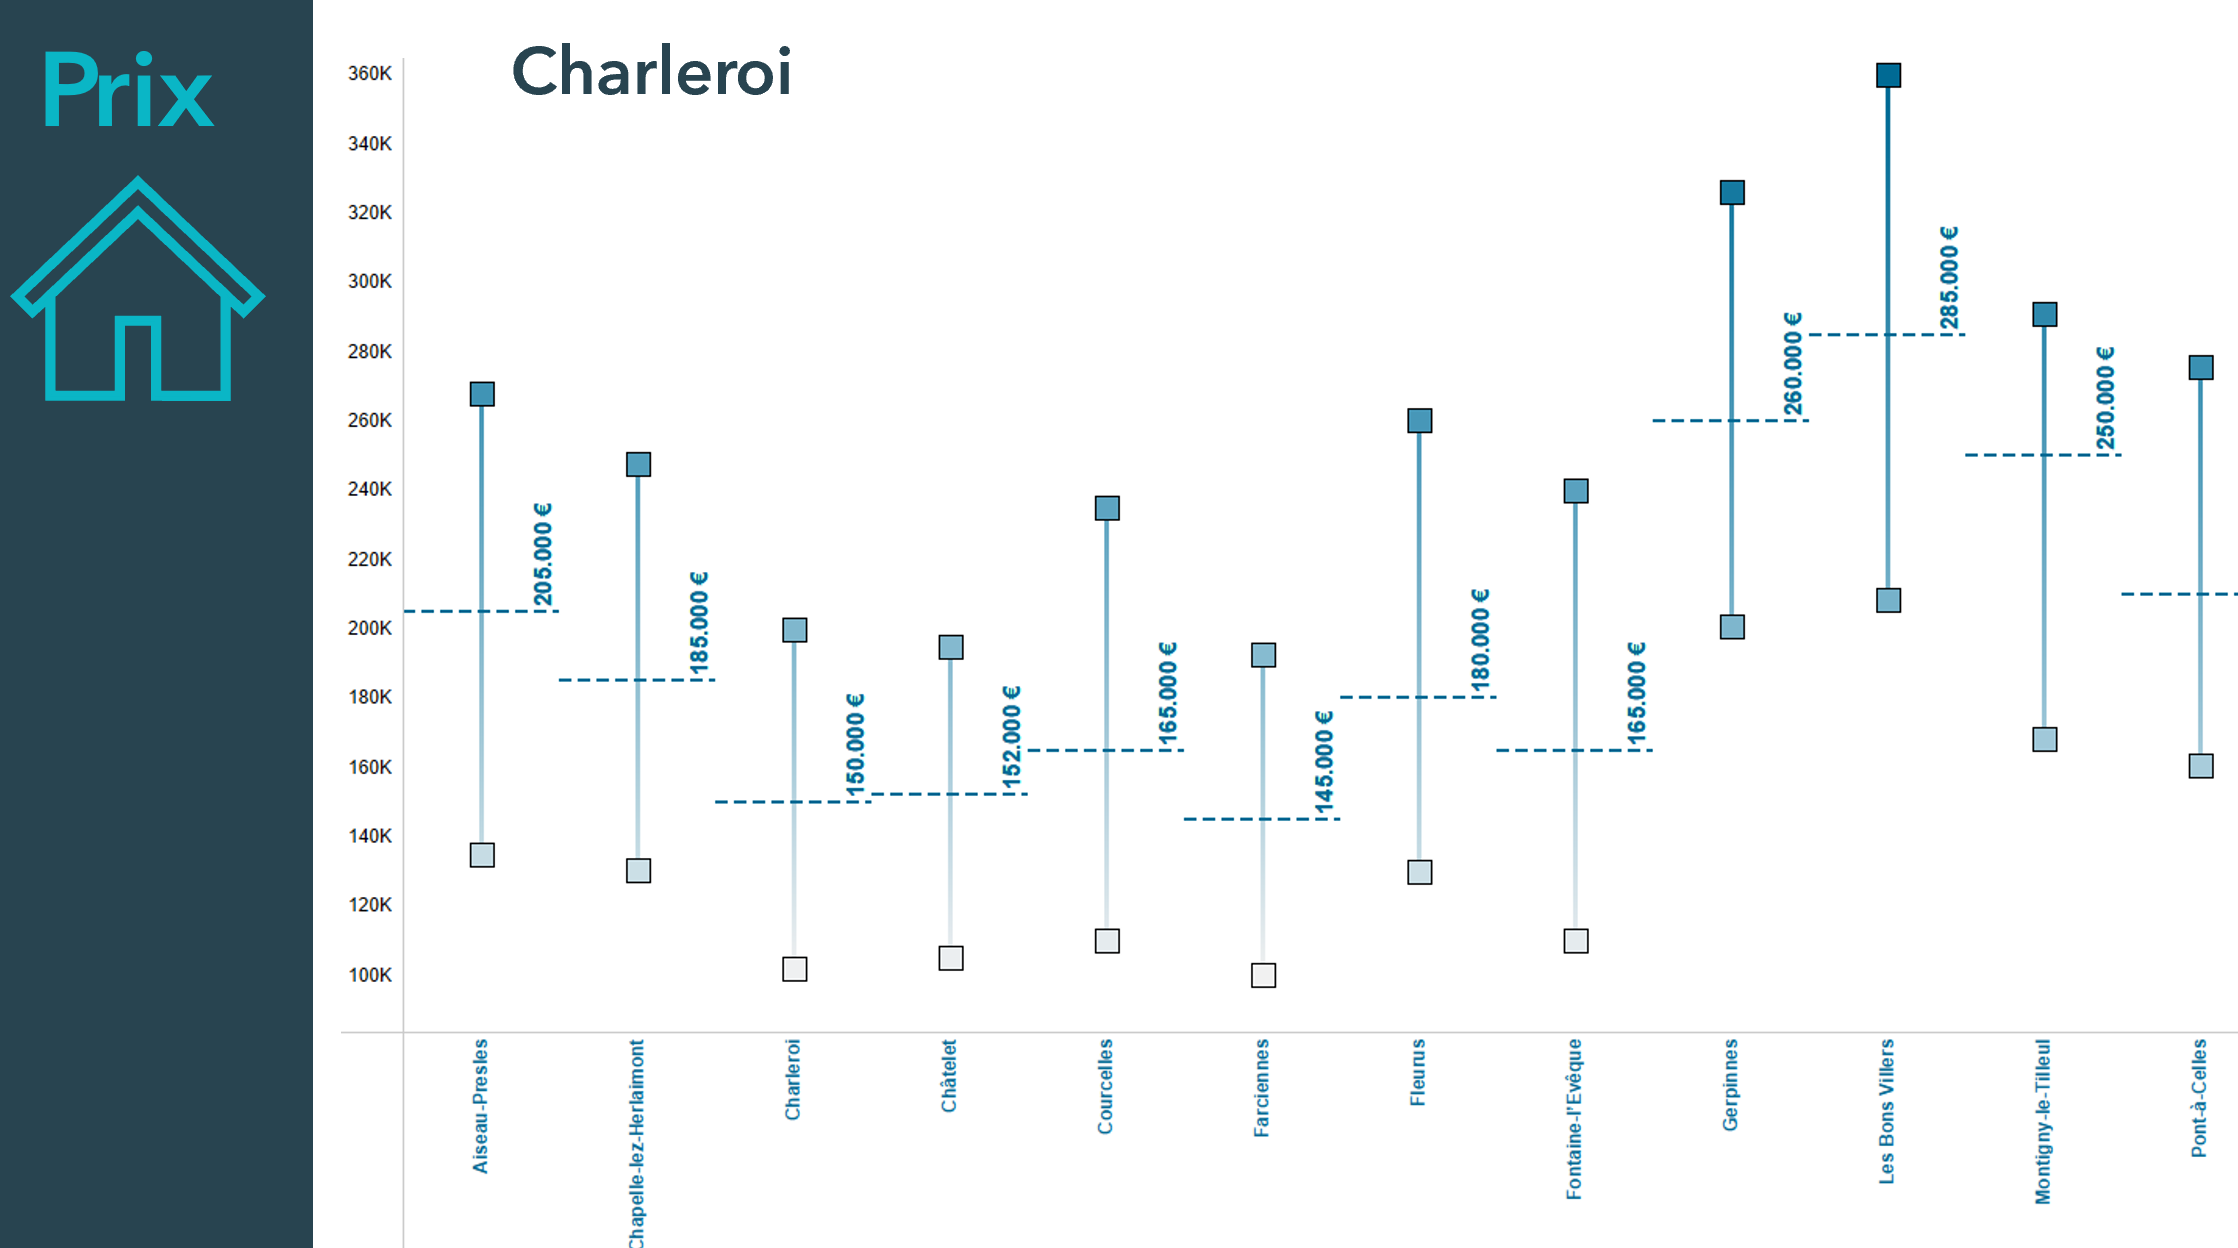 Prix
Charleroi
360K
340K
320K
300K
280K
260K
240K
220K
200K
180K
160K
140K
120K
100K
205.000 €
185.000 €
150.000 €
152.000 €
165.000 €
145.000 €
180.000 €
165.000 €
260.000 €
285.000 €
250.000 €
Aiseau-Presles
Chapelle-lez-Herlaimont
Charleroi
Châtelet
Courcelles
Farciennes
Fleurus
Fontaine-l'Evêque
Gerpinnes
Les Bons Villers
Montigny-le-Tilleul
Pont-à-Celles